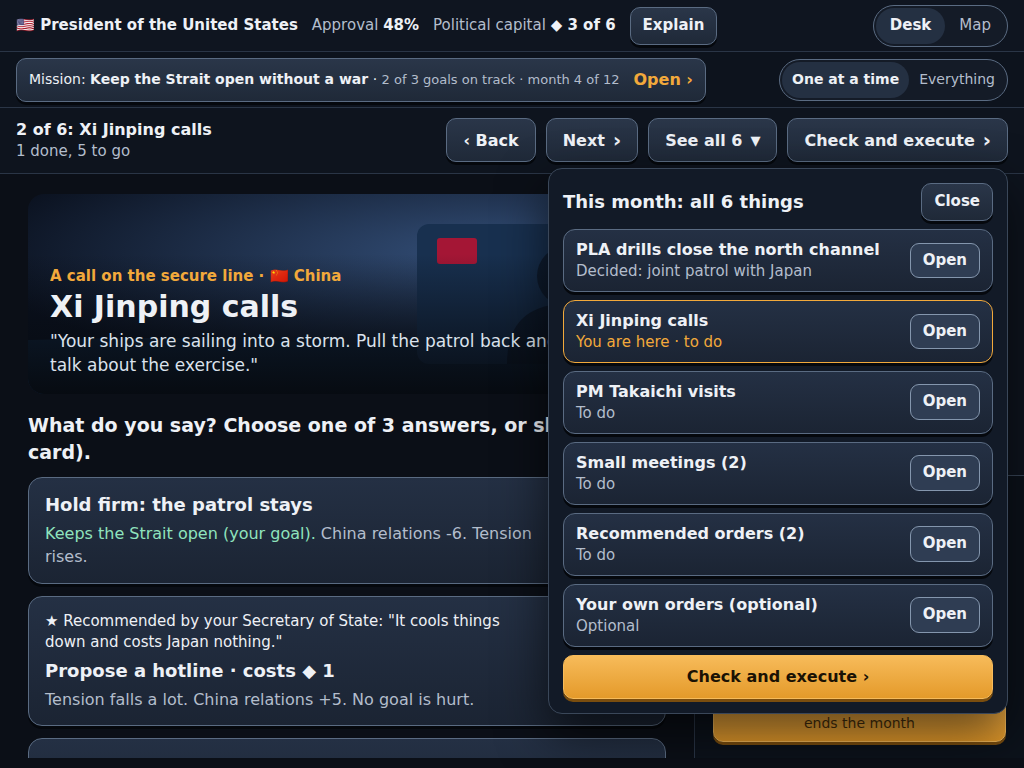 🇺🇸 President of the United States Approval 48% Political capital ◆ 3 of 6 Explain Desk Map
Mission: Keep the Strait open without a war · 2 of 3 goals on track · month 4 of 12 Open › One at a time Everything
2 of 6: Xi Jinping calls
1 done, 5 to go
‹ Back Next › See all 6 ▼ Check and execute ›
A call on the secure line · 🇨🇳 China
Xi Jinping calls
"Your ships are sailing into a storm. Pull the patrol back
talk about the exercise."
What do you say? Choose one of 3 answers, or
card).
Hold firm: the patrol stays
Keeps the Strait open (your goal). China relations -6. Tension
rises.
★ Recommended by your Secretary of State: "It cools things
down and costs Japan nothing."
Propose a hotline · costs ◆ 1
Tension falls a lot. China relations +5. No goal is hurt.
This month: all 6 things Close
PLA drills close the north channel
Decided: joint patrol with Japan
Open
Xi Jinping calls
You are here · to do
Open
PM Takaichi visits
To do
Open
Small meetings (2)
To do
Open
Recommended orders (2)
To do
Open
Your own orders (optional)
Optional
Open
Check and execute ›
ends the month